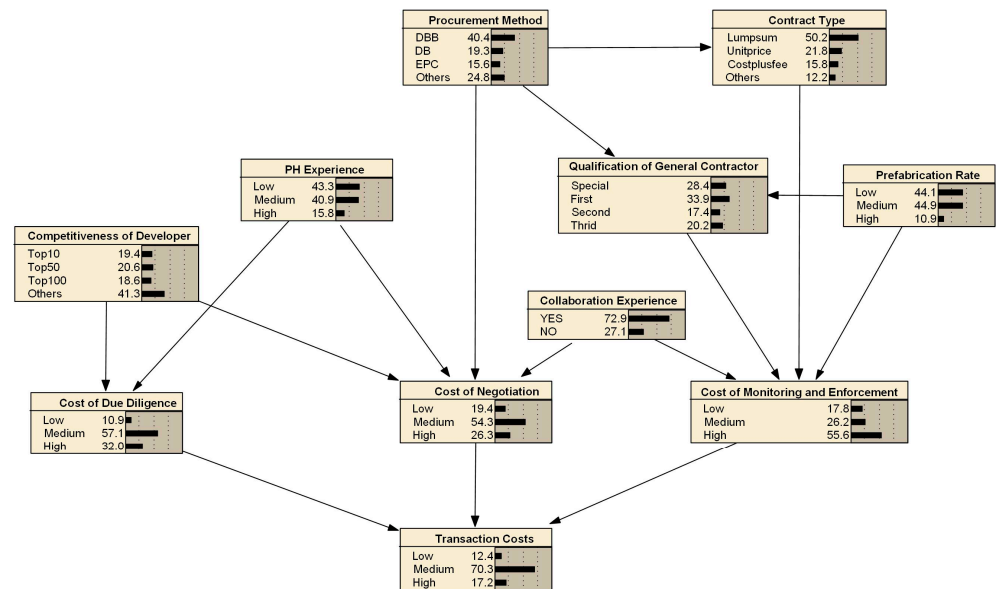 Procurement Method
DBB 40.4
DB 19.3
EPC 15.6
Others 24.8
Contract Type
Lumpsum 50.2
Unitprice 21.8
Costplusfee 15.8
Others 12.2
PH Experience
Low 43.3
Medium 40.9
High 15.8
Qualification of General Contractor
Special 28.4
First 33.9
Second 17.4
Thrid 20.2
Prefabrication Rate
Low 44.1
Medium 44.9
High 10.9
Competitiveness of Developer
Top10 19.4
Top50 20.6
Top100 18.6
Others 41.3
Collaboration Experience
YES 72.9
NO 27.1
Cost of Due Diligence
Low 10.9
Medium 57.1
High 32.0
Cost of Negotiation
Low 19.4
Medium 54.3
High 26.3
Cost of Monitoring and Enforcement
Low 17.8
Medium 26.2
High 55.6
Transaction Costs
Low 12.4
Medium 70.3
High 17.2